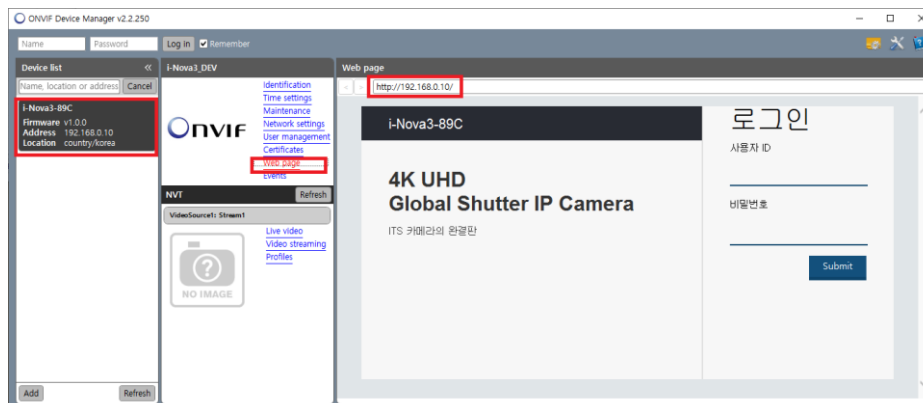 ONVIF Device Manager v2.2.250
Name Password Log in Remember
Device list
Name, location or address Cancel
i-Nova3-89C
Firmware v1.0.0
Address 192.168.0.10
Location country/korea
Add Refresh
i-Nova3_DEV
ONVIF
Identification
Time settings
Maintenance
Network settings
User management
Certificates
Web page
Events
NVT Refresh
VideoSource1: Stream1
NO IMAGE
Live video
Video streaming
Profiles
Web page
http://192.168.0.10/
i-Nova3-89C
4K UHD
Global Shutter IP Camera
ITS 카메라의 완결판
로그인
사용자 ID
비밀번호
Submit